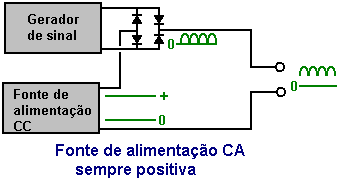 Gerador
de sinal
0
0
Fonte de
alimentação
CC
+
0
Fonte de alimentação CA
sempre positiva